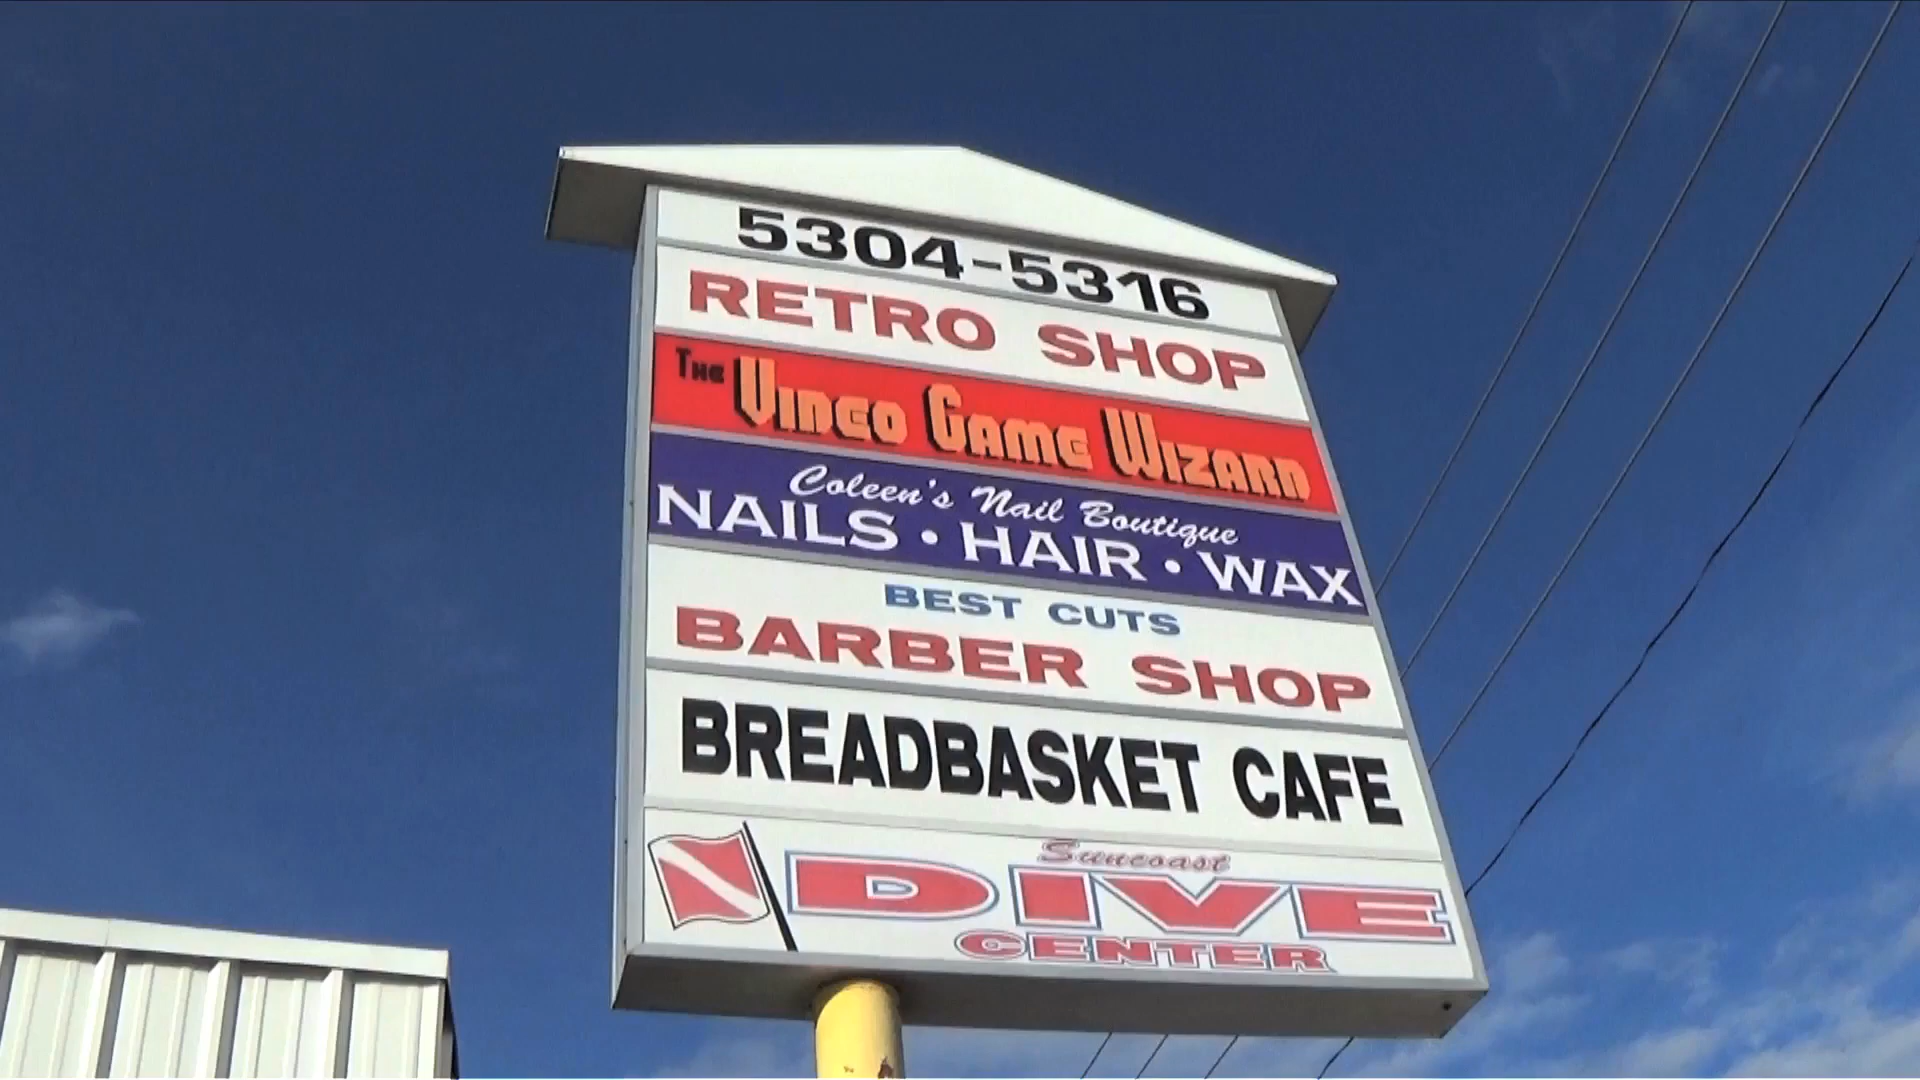 5304-5316
RETRO SHOP
THE VIDEO GAME WIZARD
Coleen's Nail Boutique
NAILS • HAIR • WAX
BEST CUTS
BARBER SHOP
BREADBASKET CAFE
Suncoast
DIVE
CENTER